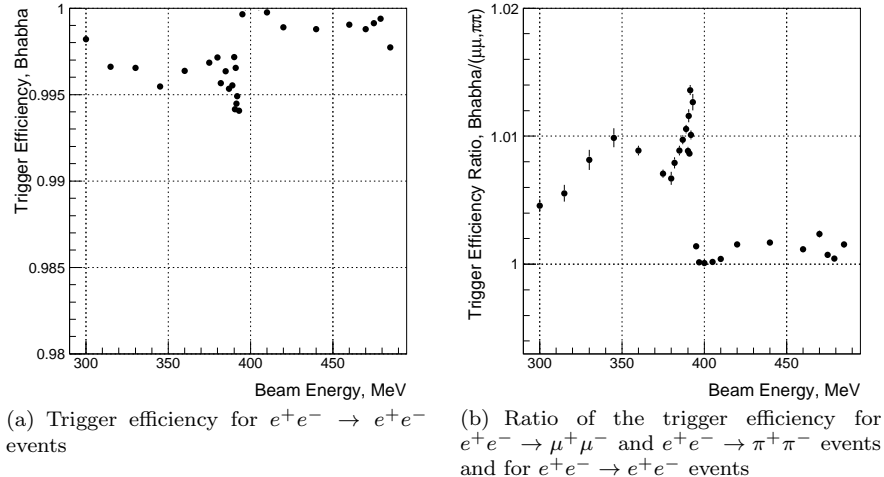 Trigger Efficiency, Bhabha
1
0.995
0.99
0.985
0.98
300
350
400
450
Beam Energy, MeV
(a) Trigger efficiency for e⁺e⁻ → e⁺e⁻
events
Trigger Efficiency Ratio, Bhabha/(μμ,ππ)
1.02
1.01
1
300
350
400
450
Beam Energy, MeV
(b) Ratio of the trigger efficiency for
e⁺e⁻ → μ⁺μ⁻ and e⁺e⁻ → π⁺π⁻ events
and for e⁺e⁻ → e⁺e⁻ events